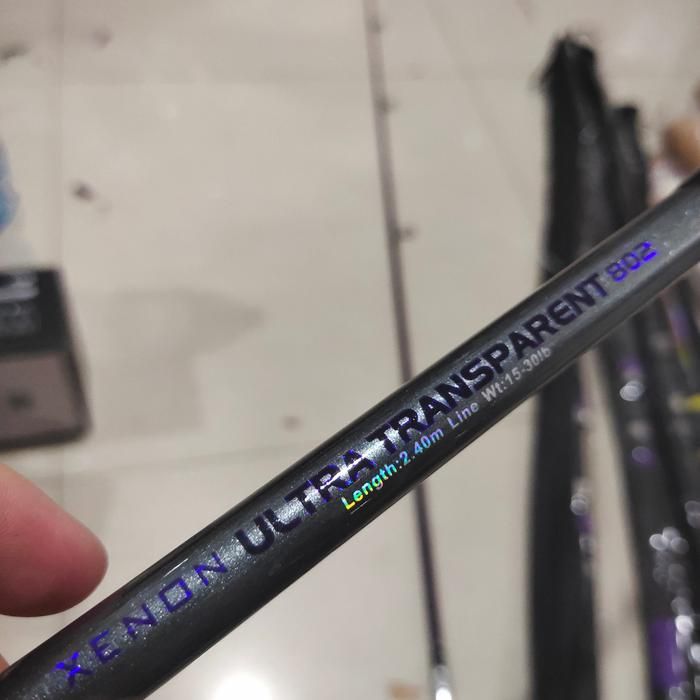 XENON ULTRA TRANSPARENT 802
Length:2.40m Line Wt:15-30lb